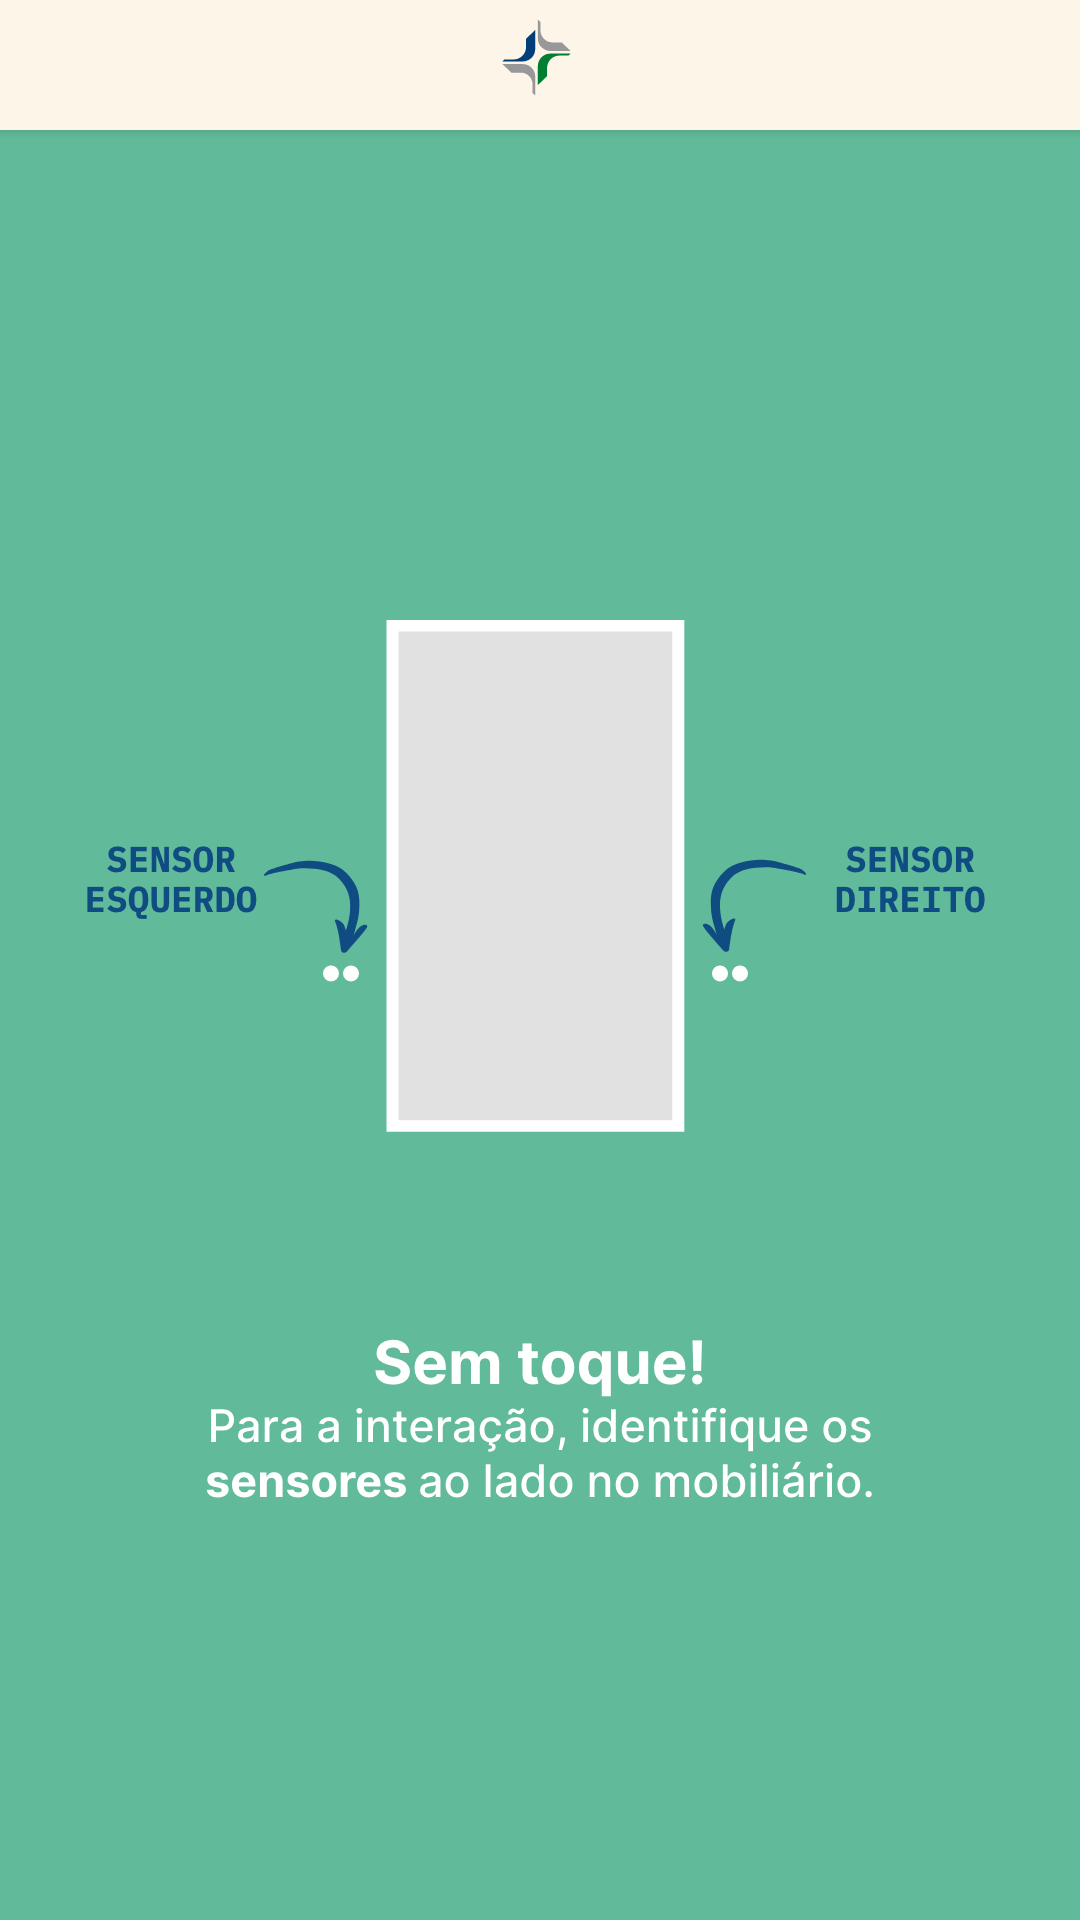 SENSOR
ESQUERDO
SENSOR
DIREITO
Sem toque!
Para a interação, identifique os
sensores ao lado no mobiliário.